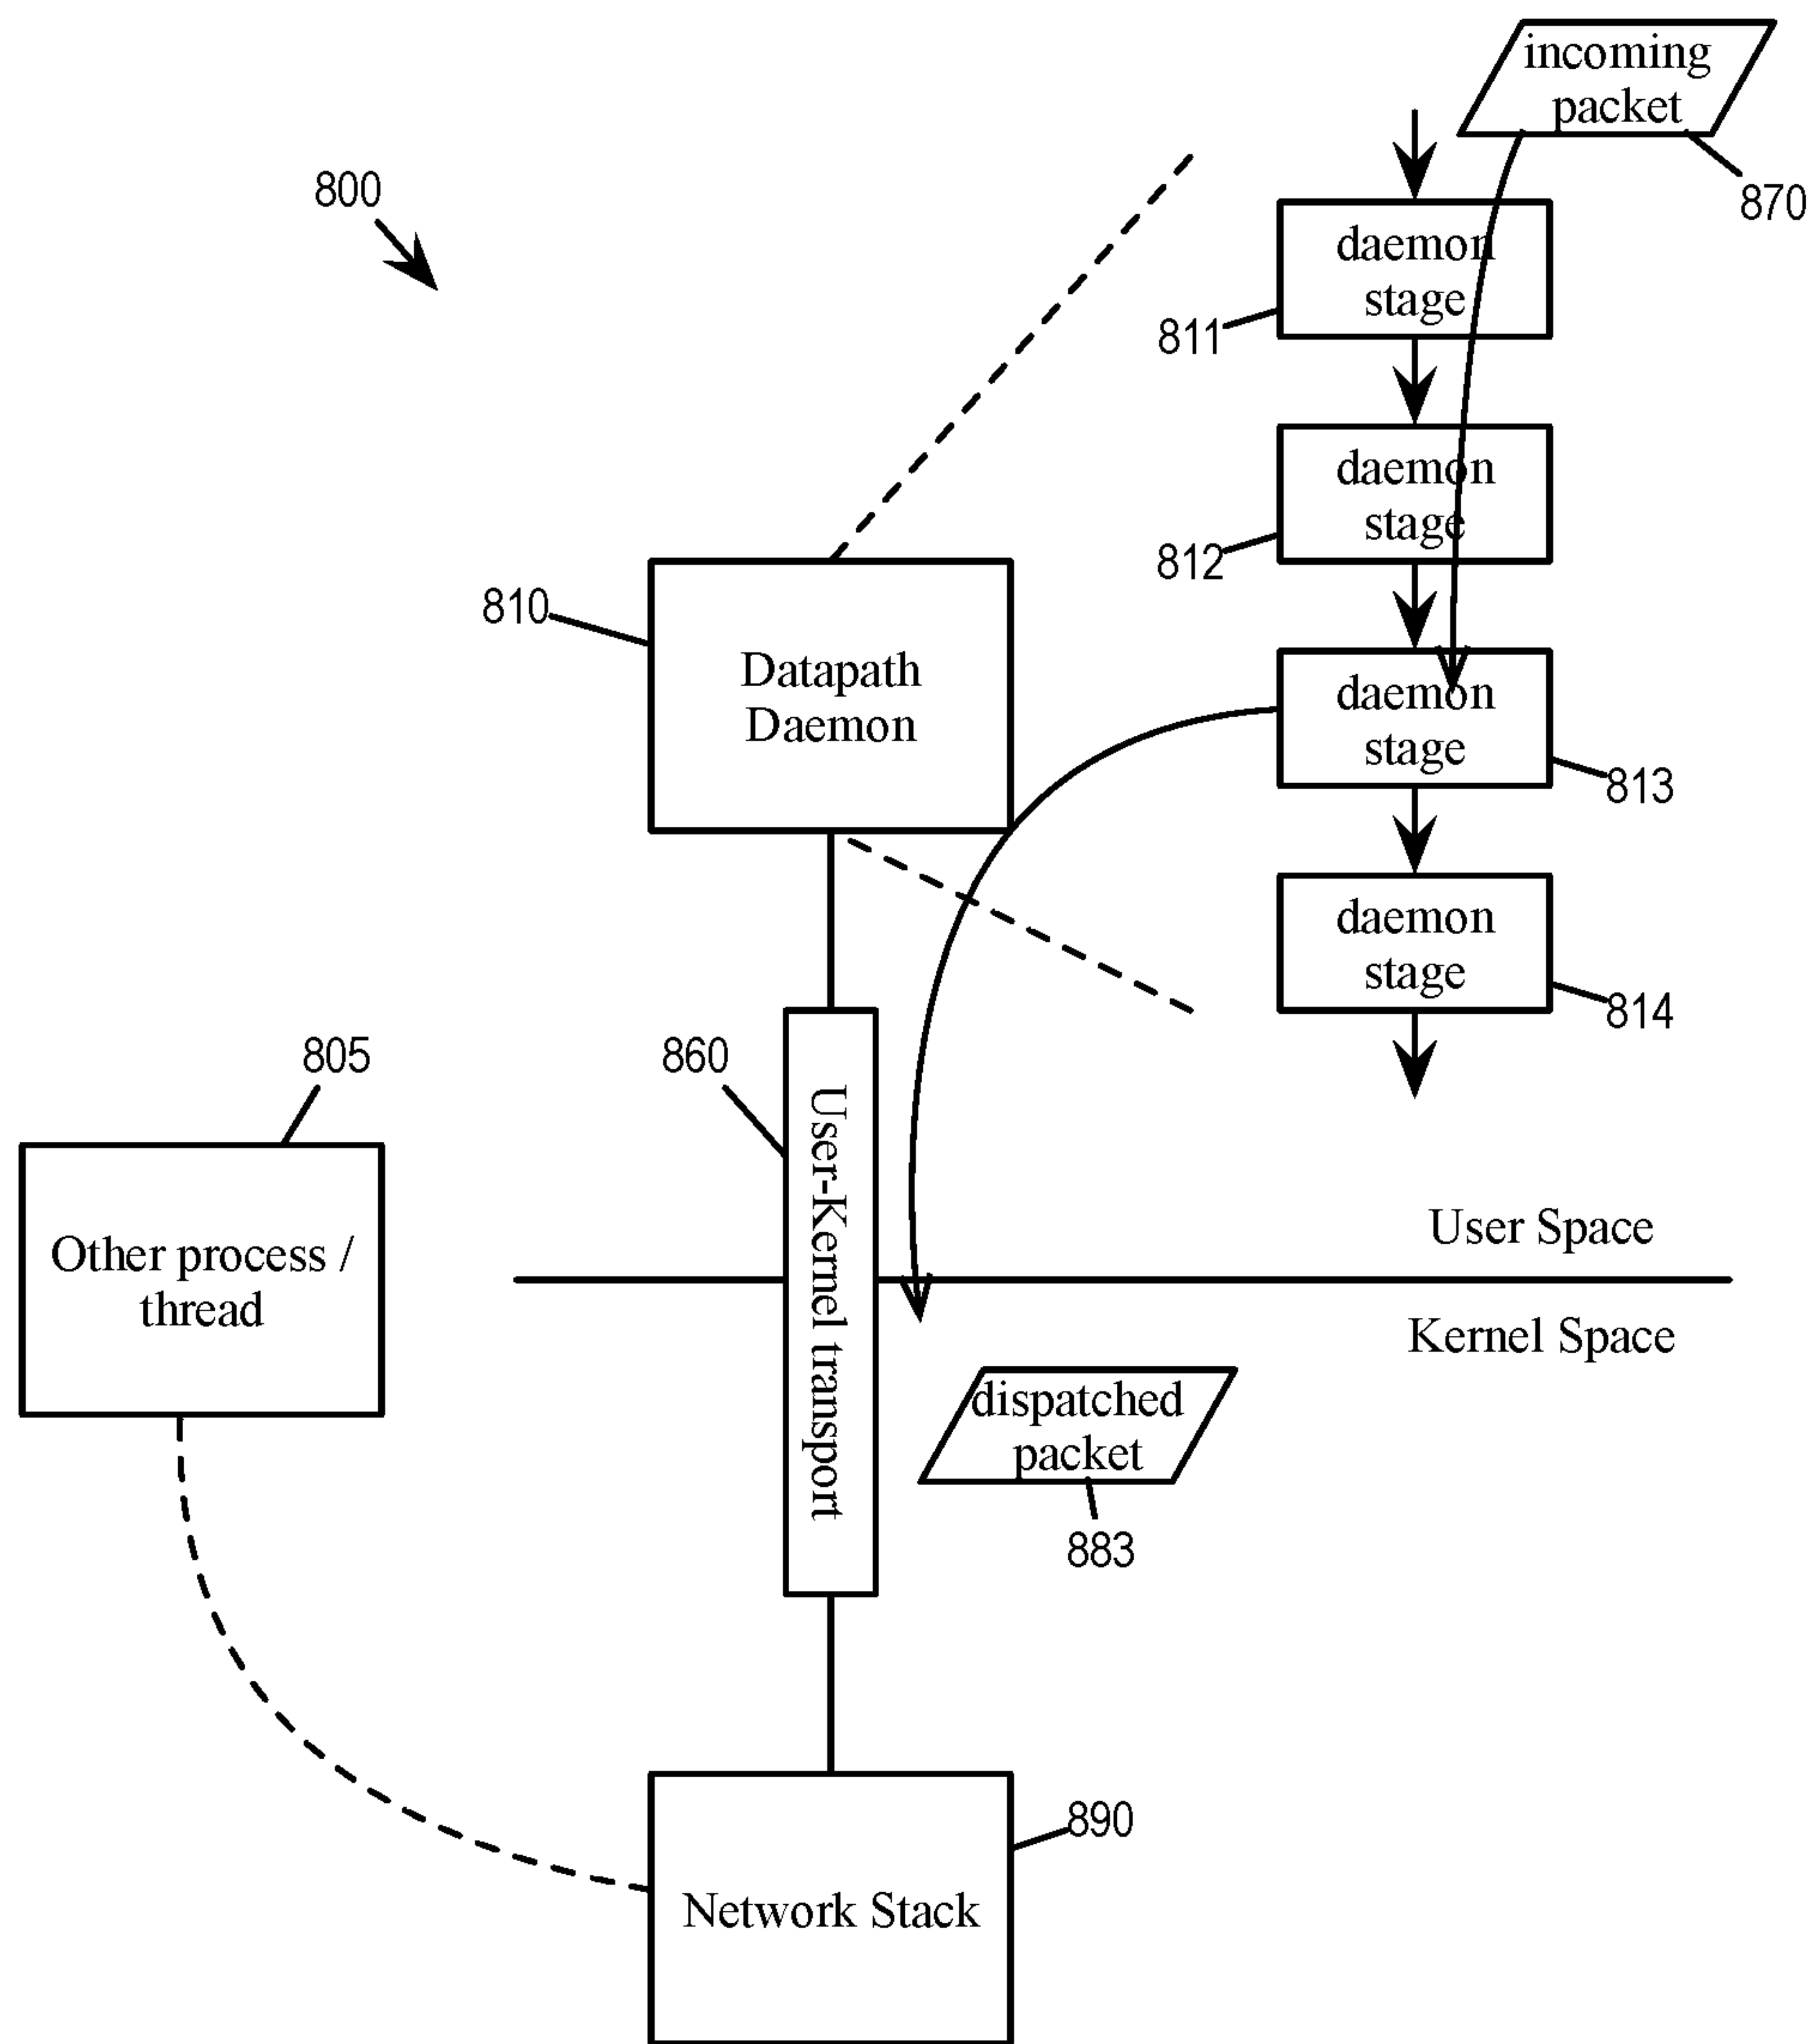 incoming
packet
870
800
daemon
stage
811
daemon
stage
812
810
Datapath
Daemon
daemon
stage
813
daemon
stage
814
805
860
User-Kernel transport
Other process /
thread
User Space
Kernel Space
dispatched
packet
883
890
Network Stack